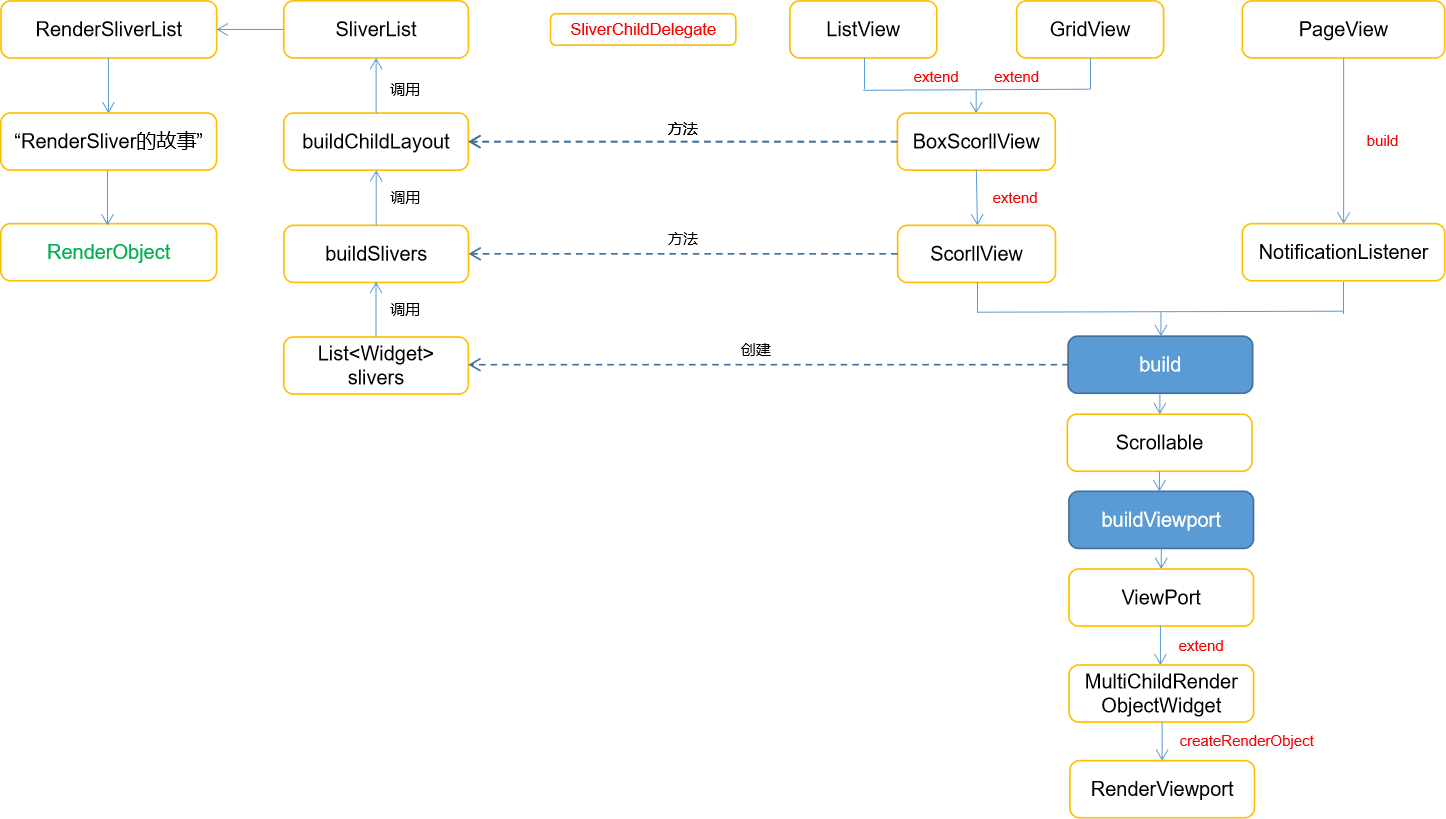 RenderSliverList
SliverList
SliverChildDelegate
ListView
GridView
PageView
extend
extend
调用
“RenderSliver的故事”
buildChildLayout
方法
BoxScorllView
build
调用
extend
RenderObject
buildSlivers
方法
ScorllView
NotificationListener
调用
List<Widget>
slivers
创建
build
Scrollable
buildViewport
ViewPort
extend
MultiChildRender
ObjectWidget
createRenderObject
RenderViewport